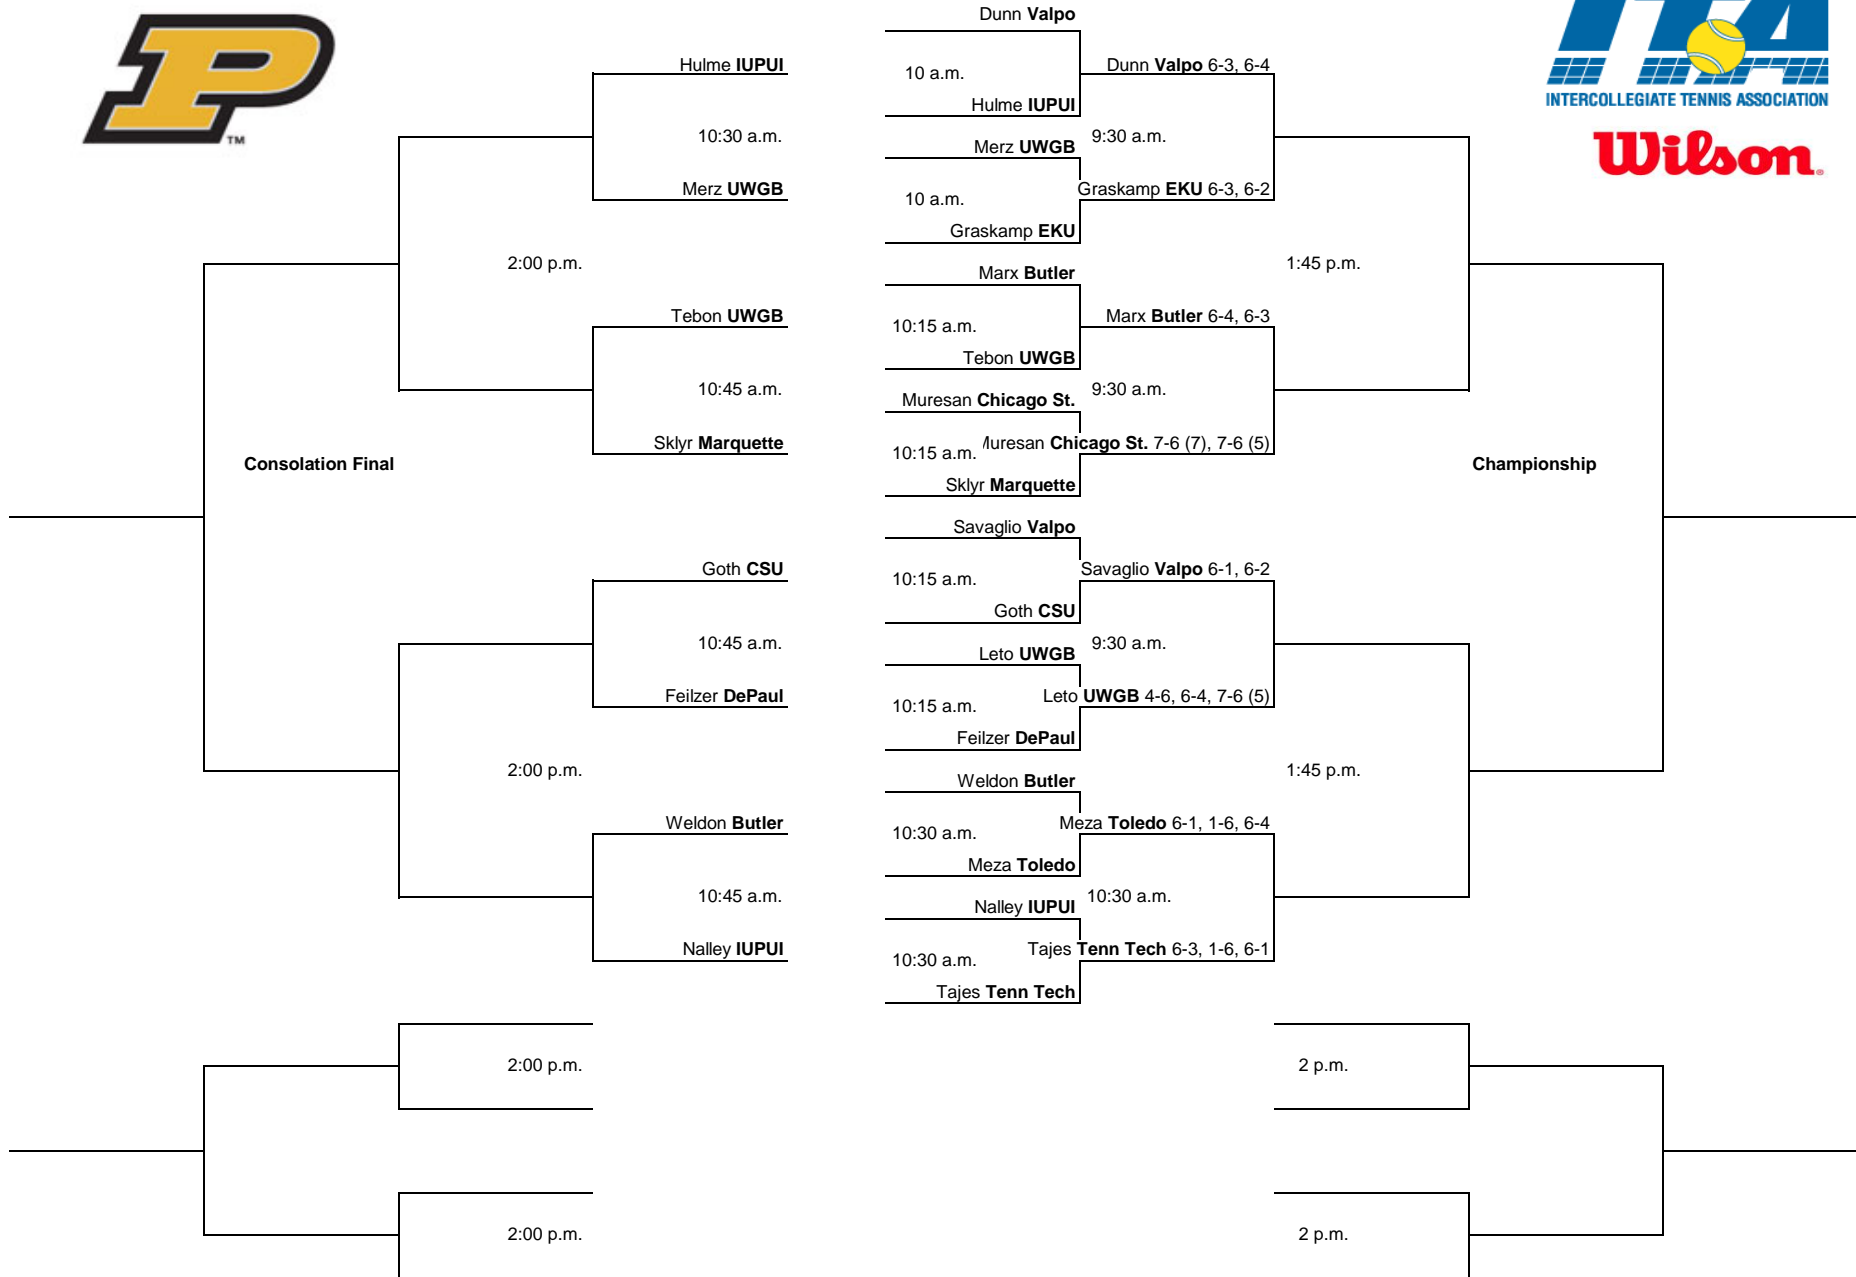 Dunn Valpo
ITA
Hulme IUPUI
10 a.m.
Dunn Valpo 6-3, 6-4
Hulme IUPUI
INTERCOLLEGIATE TENNIS ASSOCIATION
TM
10:30 a.m.
Merz UWGB
9:30 a.m.
Wilson
Merz UWGB
10 a.m.
Graskamp EKU 6-3, 6-2
Graskamp EKU
2:00 p.m.
Marx Butler
1:45 p.m.
Tebon UWGB
10:15 a.m.
Marx Butler 6-4, 6-3
Tebon UWGB
10:45 a.m.
Muresan Chicago St.
9:30 a.m.
Sklyr Marquette
10:15 a.m.
Muresan Chicago St. 7-6 (7), 7-6 (5)
Consolation Final
Championship
Sklyr Marquette
Savaglio Valpo
Goth CSU
10:15 a.m.
Savaglio Valpo 6-1, 6-2
Goth CSU
10:45 a.m.
Leto UWGB
9:30 a.m.
Feilzer DePaul
10:15 a.m.
Leto UWGB 4-6, 6-4, 7-6 (5)
Feilzer DePaul
2:00 p.m.
Weldon Butler
1:45 p.m.
Weldon Butler
10:30 a.m.
Meza Toledo 6-1, 1-6, 6-4
Meza Toledo
10:45 a.m.
Nalley IUPUI
10:30 a.m.
Nalley IUPUI
10:30 a.m.
Tajes Tenn Tech 6-3, 1-6, 6-1
Tajes Tenn Tech
2:00 p.m.
2 p.m.
2:00 p.m.
2 p.m.